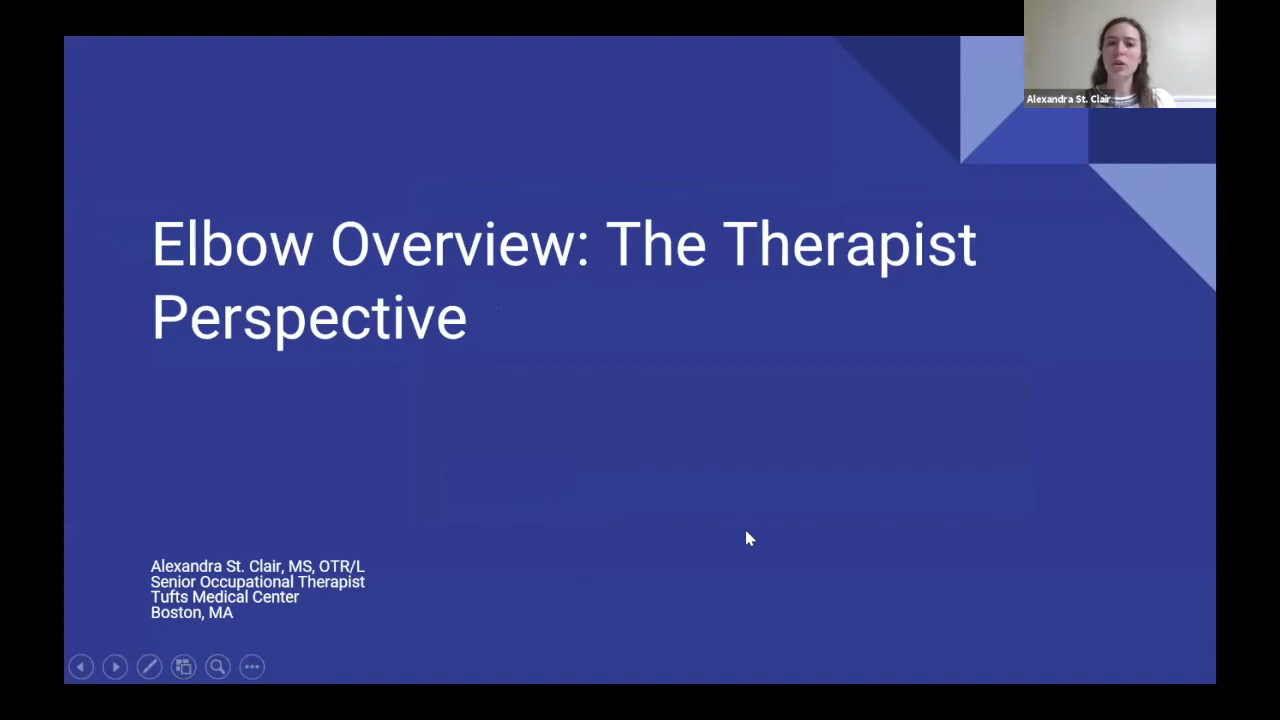 Alexandra St. Clair
Elbow Overview: The Therapist
Perspective
Alexandra St. Clair, MS, OTR/L
Senior Occupational Therapist
Tufts Medical Center
Boston, MA